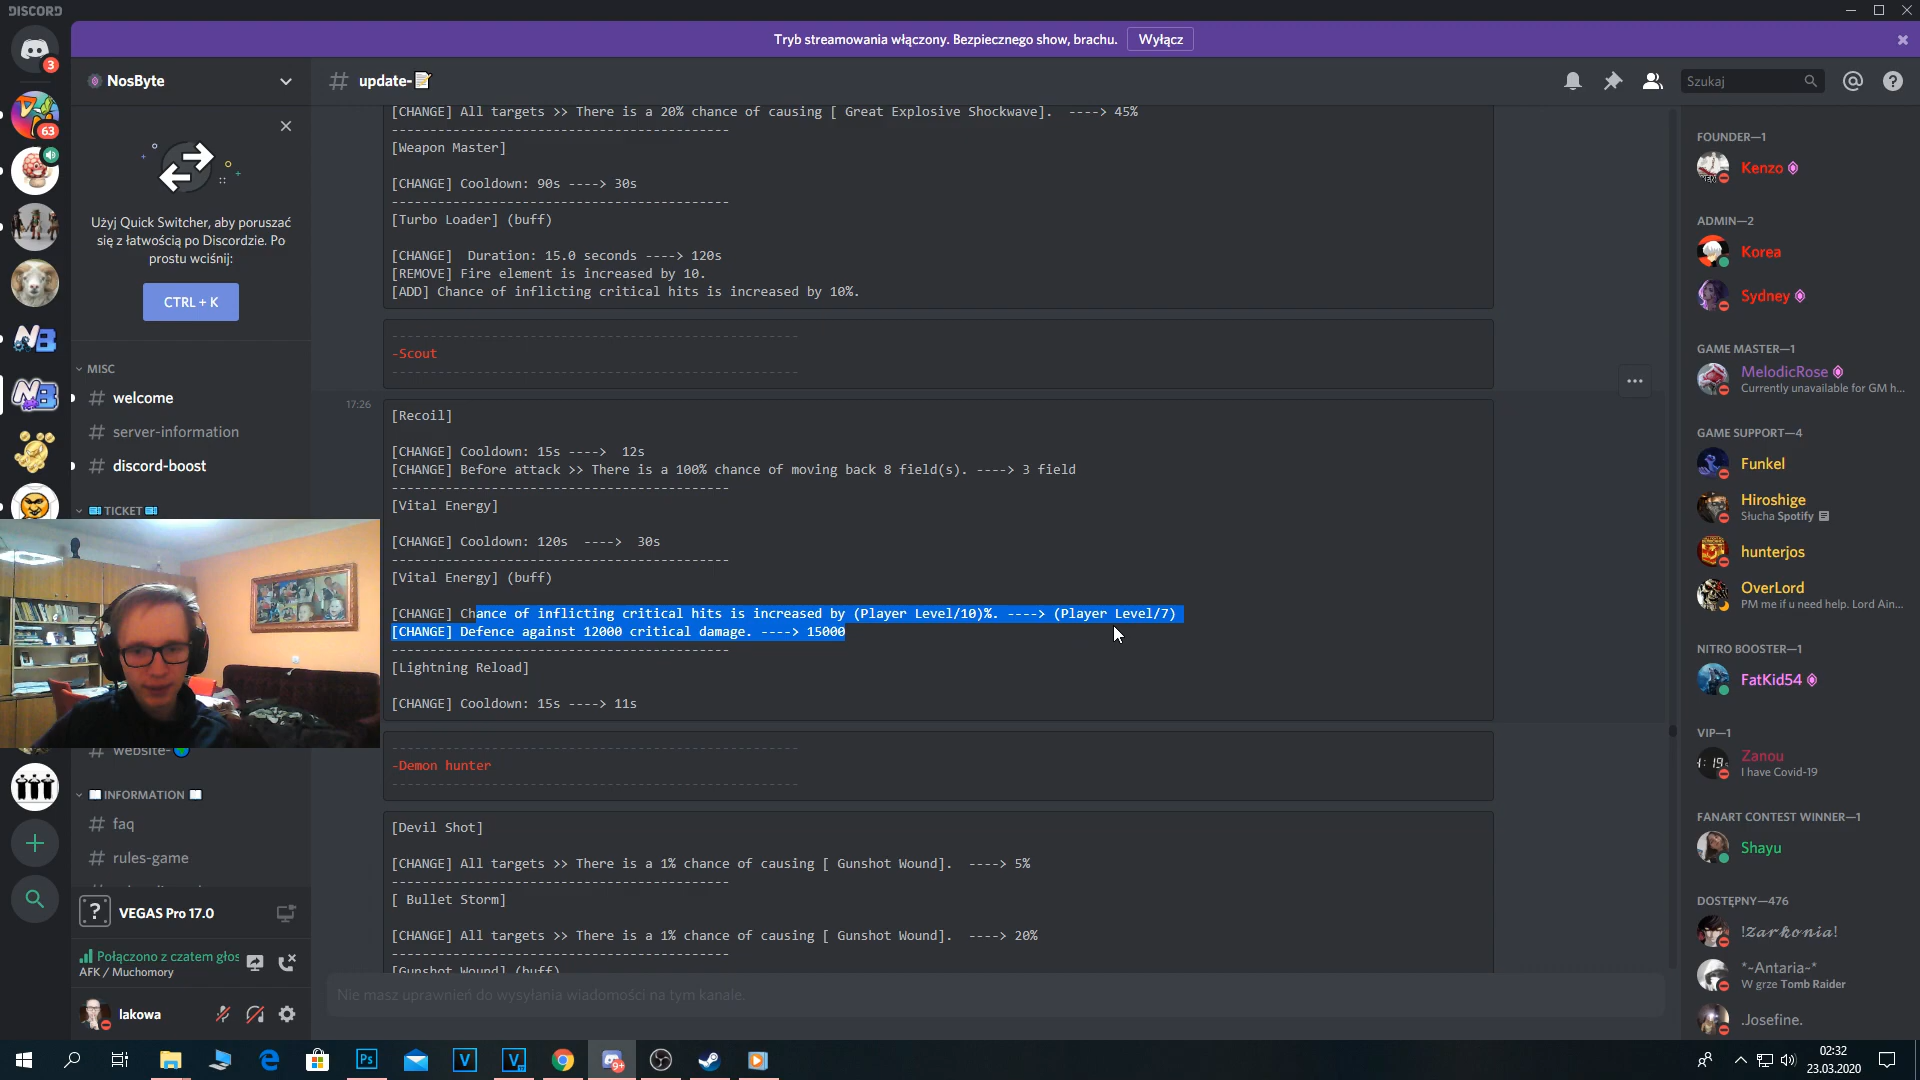 DISCORD
Tryb streamowania włączony. Bezpiecznego show, brachu. Wyłącz
3
63
NosByte
Użyj Quick Switcher, aby poruszać
się z łatwością po Discordzie. Po
prostu wciśnij:
CTRL + K
MISC
# welcome
# server-information
# discord-boost
TICKET
# website-
INFORMATION
# faq
# rules-game
VEGAS Pro 17.0
Połączono z czatem głos
AFK / Muchomory
lakowa
# update-
Szukaj
[CHANGE] All targets >> There is a 20% chance of causing [ Great Explosive Shockwave].  ----> 45%
--------------------------------------------
[Weapon Master]
[CHANGE] Cooldown: 90s ----> 30s
--------------------------------------------
[Turbo Loader] (buff)
[CHANGE]  Duration: 15.0 seconds ----> 120s
[REMOVE] Fire element is increased by 10.
[ADD] Chance of inflicting critical hits is increased by 10%.
-----------------------------------------------------
-Scout
-----------------------------------------------------
17:26
[Recoil]
[CHANGE] Cooldown: 15s ---->  12s
[CHANGE] Before attack >> There is a 100% chance of moving back 8 field(s). ----> 3 field
--------------------------------------------
[Vital Energy]
[CHANGE] Cooldown: 120s  ---->  30s
--------------------------------------------
[Vital Energy] (buff)
[CHANGE] Chance of inflicting critical hits is increased by (Player Level/10)%. ----> (Player Level/7)
[CHANGE] Defence against 12000 critical damage. ----> 15000
--------------------------------------------
[Lightning Reload]
[CHANGE] Cooldown: 15s ----> 11s
-----------------------------------------------------
-Demon hunter
-----------------------------------------------------
[Devil Shot]
[CHANGE] All targets >> There is a 1% chance of causing [ Gunshot Wound].  ----> 5%
--------------------------------------------
[ Bullet Storm]
[CHANGE] All targets >> There is a 1% chance of causing [ Gunshot Wound].  ----> 20%
--------------------------------------------
[Gunshot Wound] (buff)
Nie masz uprawnień do wysyłania wiadomości na tym kanale.
FOUNDER—1
Kenzo
ADMIN—2
Korea
Sydney
GAME MASTER—1
MelodicRose
Currently unavailable for GM h...
GAME SUPPORT—4
Funkel
Hiroshige
Słucha Spotify
hunterjos
OverLord
PM me if u need help. Lord Ain...
NITRO BOOSTER—1
FatKid54
VIP—1
Zanou
I have Covid-19
FANART CONTEST WINNER—1
Shayu
DOSTĘPNY—476
!𝓩𝓪𝓻𝓴𝓸𝓷𝓲𝓪!
*~Antaria~*
W grze Tomb Raider
.Josefine.
Ps
V
V
9+
02:32
23.03.2020